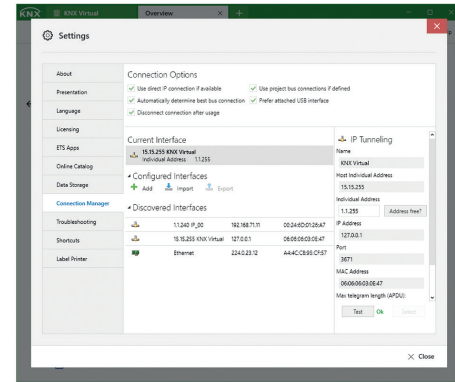 KNX
KNX Virtual
Overview
Settings
About
Presentation
Language
Licensing
ETS Apps
Online Catalog
Data Storage
Connection Manager
Troubleshooting
Shortcuts
Label Printer
Connection Options
Use direct IP connection if available
Use project bus connections if defined
Automatically determine best bus connection
Prefer attached USB interface
Disconnect connection after usage
Current Interface
15.15.255 KNX Virtual
Individual Address 1.1.255
Configured Interfaces
Add Import Export
Discovered Interfaces
1.1.240 IP_00 192.168.71.11 00:24:6D:01:26:A7
15.15.255 KNX Virtual 127.0.0.1 06:06:06:03:0E:47
Ethernet 224.0.23.12 A4:4C:C8:95:CF:57
IP Tunneling
Name
KNX Virtual
Host Individual Address
15.15.255
Individual Address
1.1.255 Address free?
IP Address
127.0.0.1
Port
3671
MAC Address
06:06:06:03:0E:47
Max telegram length (APDU):
Test Ok Select
Close